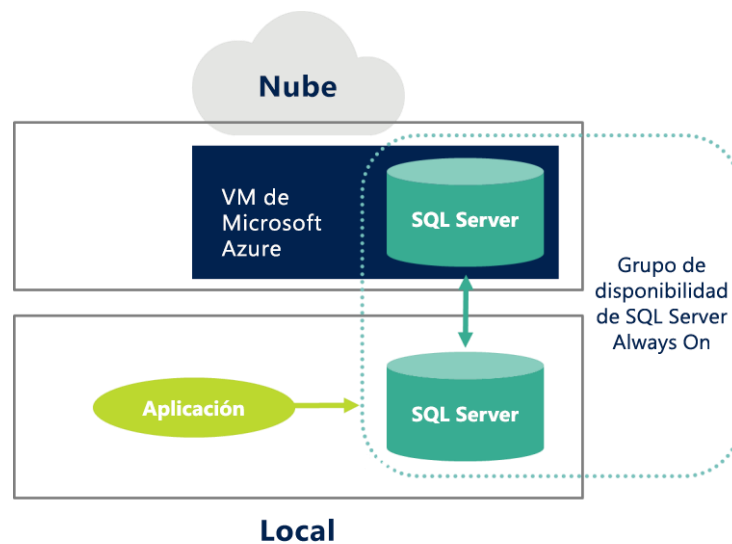 Nube
VM de
Microsoft
Azure
SQL Server
Grupo de
disponibilidad
de SQL Server
Always On
Aplicación
SQL Server
Local